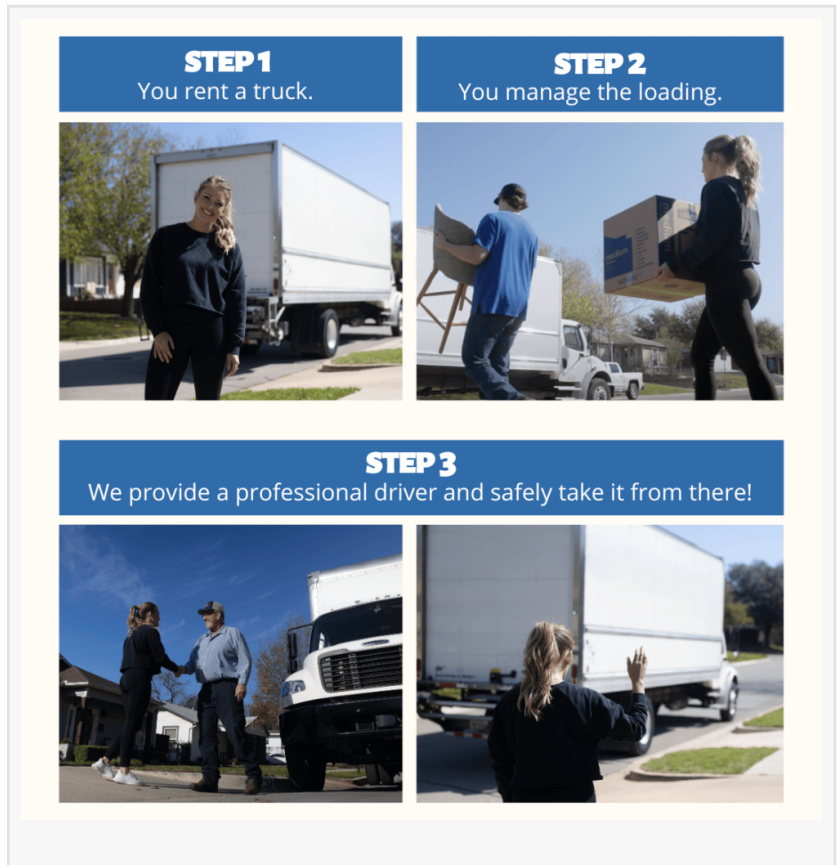 STEP 1
You rent a truck.
STEP 2
You manage the loading.
medium
STEP 3
We provide a professional driver and safely take it from there!